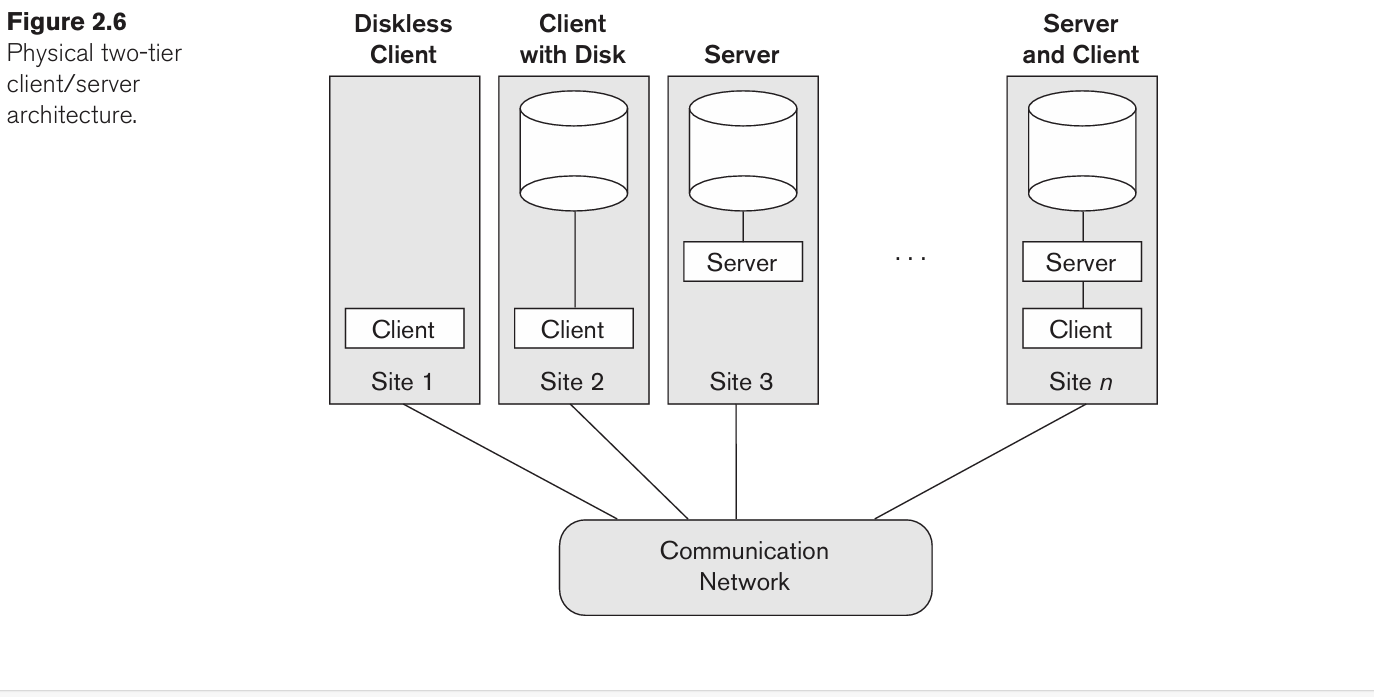 Figure 2.6
Physical two-tier
client/server
architecture.
Diskless
Client
Client
with Disk
Server
Server
and Client
Server
. . .
Server
Client
Client
Client
Site 1
Site 2
Site 3
Site n
Communication
Network